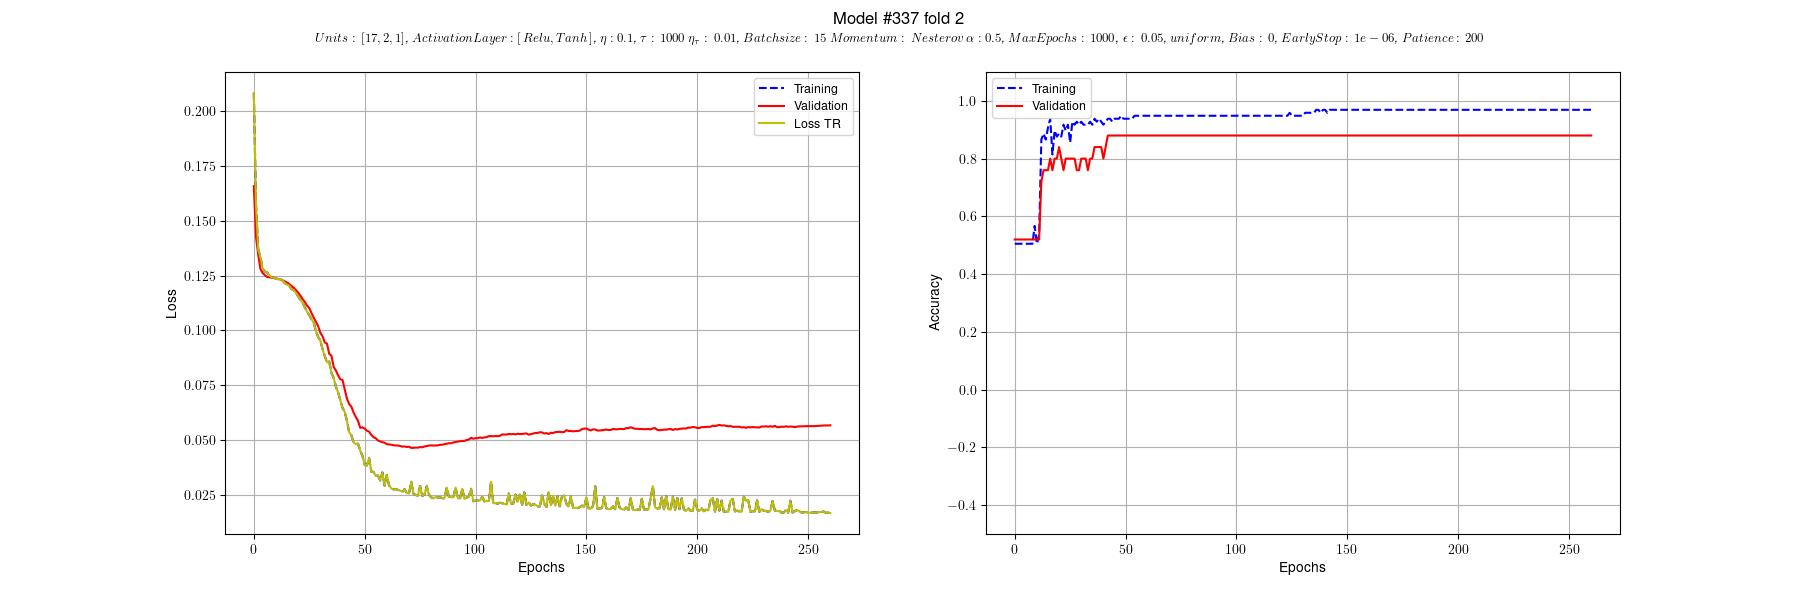 Model #337 fold 2
Units : [17, 2, 1], ActivationLayer : [ Relu, Tanh ], η : 0.1, τ : 1000 η_τ : 0.01, Batchsize : 15 Momentum : Nesterov α : 0.5, MaxEpochs : 1000, ϵ : 0.05, uniform, Bias : 0, EarlyStop : 1e − 06, Patience : 200
Training
Validation
Loss TR
0.200
0.175
0.150
0.125
0.100
0.075
0.050
0.025
Loss
0 50 100 150 200 250
Epochs
Training
Validation
1.0
0.8
0.6
0.4
0.2
0.0
−0.2
−0.4
Accuracy
0 50 100 150 200 250
Epochs